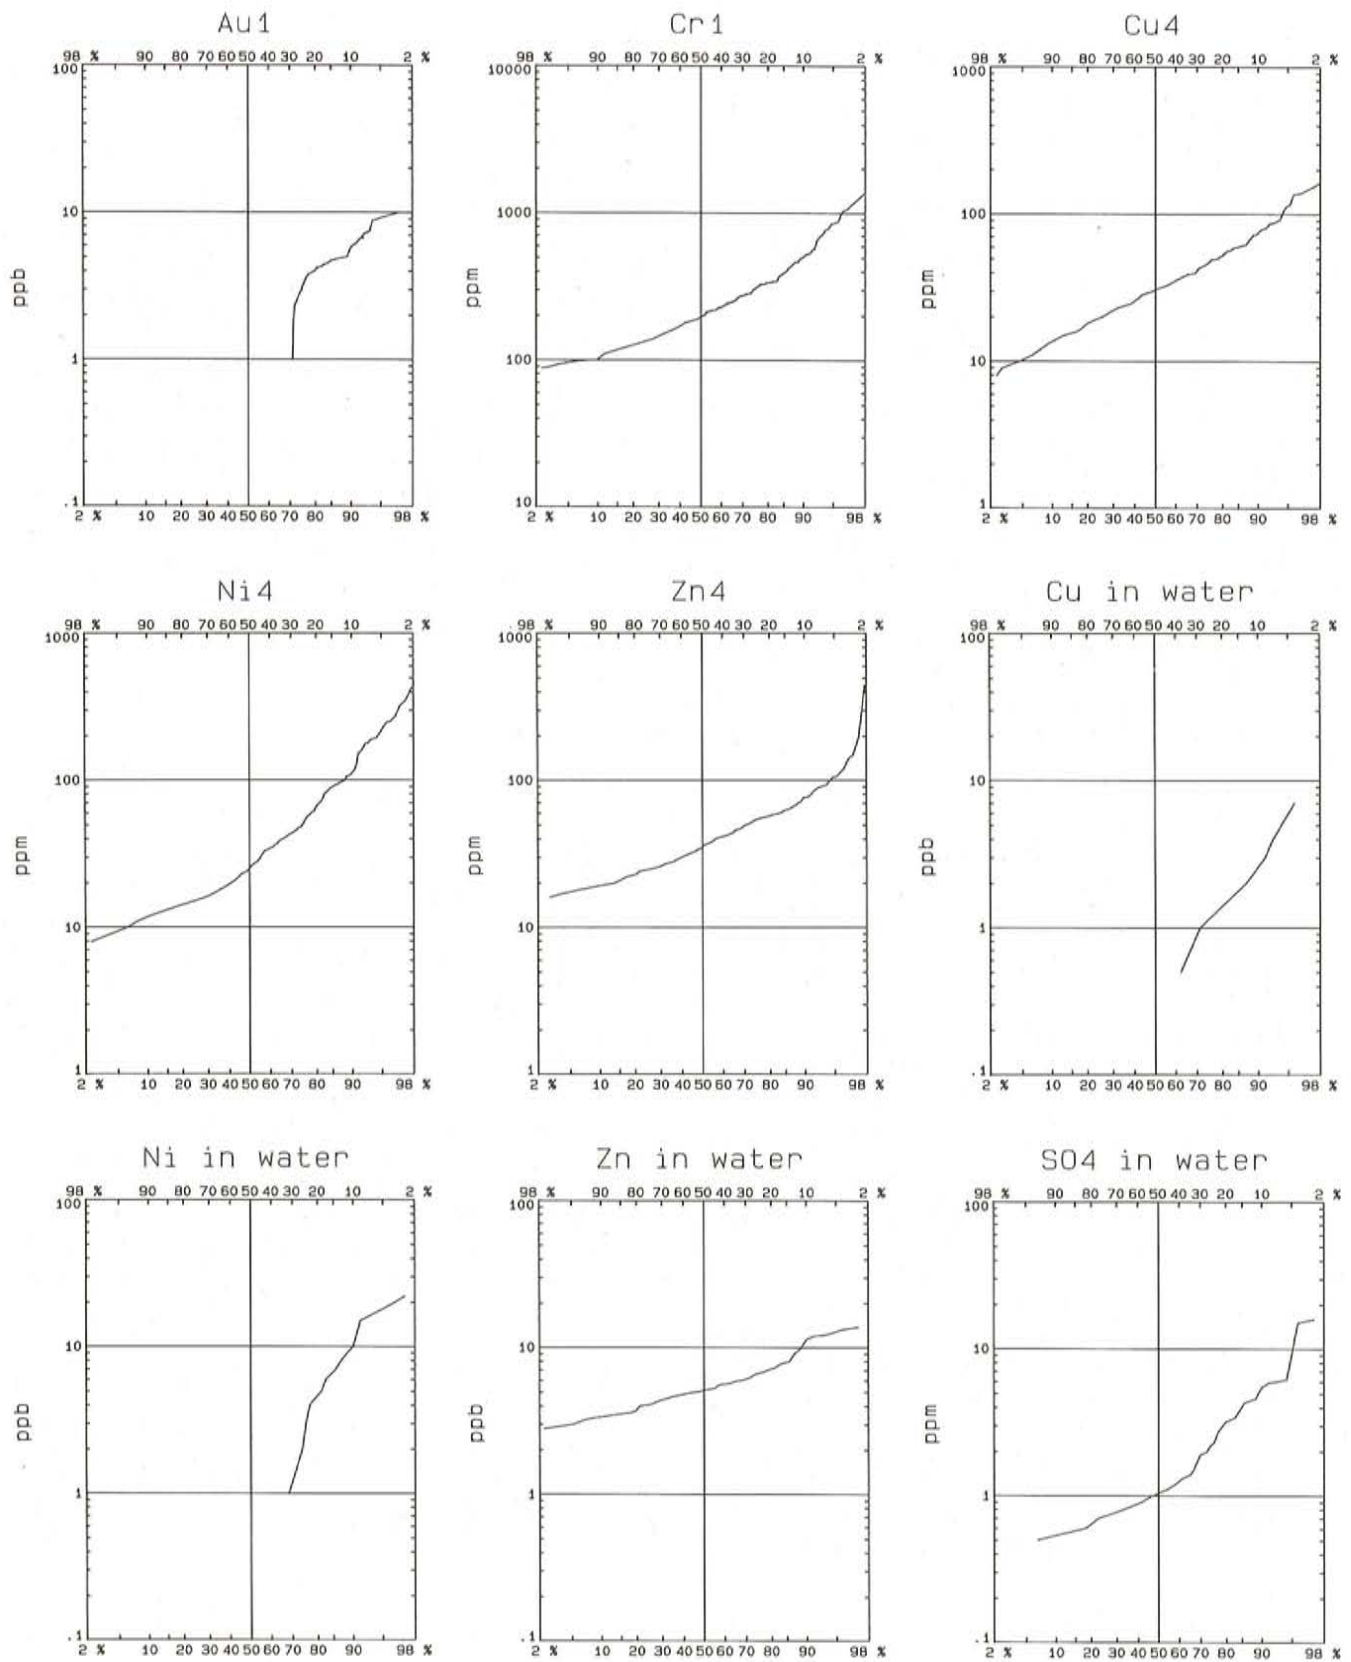 Au1 Cr1 Cu4
98 % 90 80 70 60 50 40 30 20 10 2 % 98 % 90 80 70 60 50 40 30 20 10 2 % 98 % 90 80 70 60 50 40 30 20 10 2 %
100 10000 1000
10 1000 100
ppb ppm ppm
1 100 10
.1 10 1
2 % 10 20 30 40 50 60 70 80 90 98 % 2 % 10 20 30 40 50 60 70 80 90 98 % 2 % 10 20 30 40 50 60 70 80 90 98 %
Ni4 Zn4 Cu in water
98 % 90 80 70 60 50 40 30 20 10 2 % 98 % 90 80 70 60 50 40 30 20 10 2 % 98 % 90 80 70 60 50 40 30 20 10 2 %
1000 1000 100
100 100 10
ppm ppm ppb
10 10 1
1 1 .1
2 % 10 20 30 40 50 60 70 80 90 98 % 2 % 10 20 30 40 50 60 70 80 90 98 % 2 % 10 20 30 40 50 60 70 80 90 98 %
Ni in water Zn in water SO4 in water
98 % 90 80 70 60 50 40 30 20 10 2 % 98 % 90 80 70 60 50 40 30 20 10 2 % 98 % 90 80 70 60 50 40 30 20 10 2 %
100 100 100
10 10 10
ppb ppb ppm
1 1 1
.1 .1 .1
2 % 10 20 30 40 50 60 70 80 90 98 % 2 % 10 20 30 40 50 60 70 80 90 98 % 2 % 10 20 30 40 50 60 70 80 90 98 %